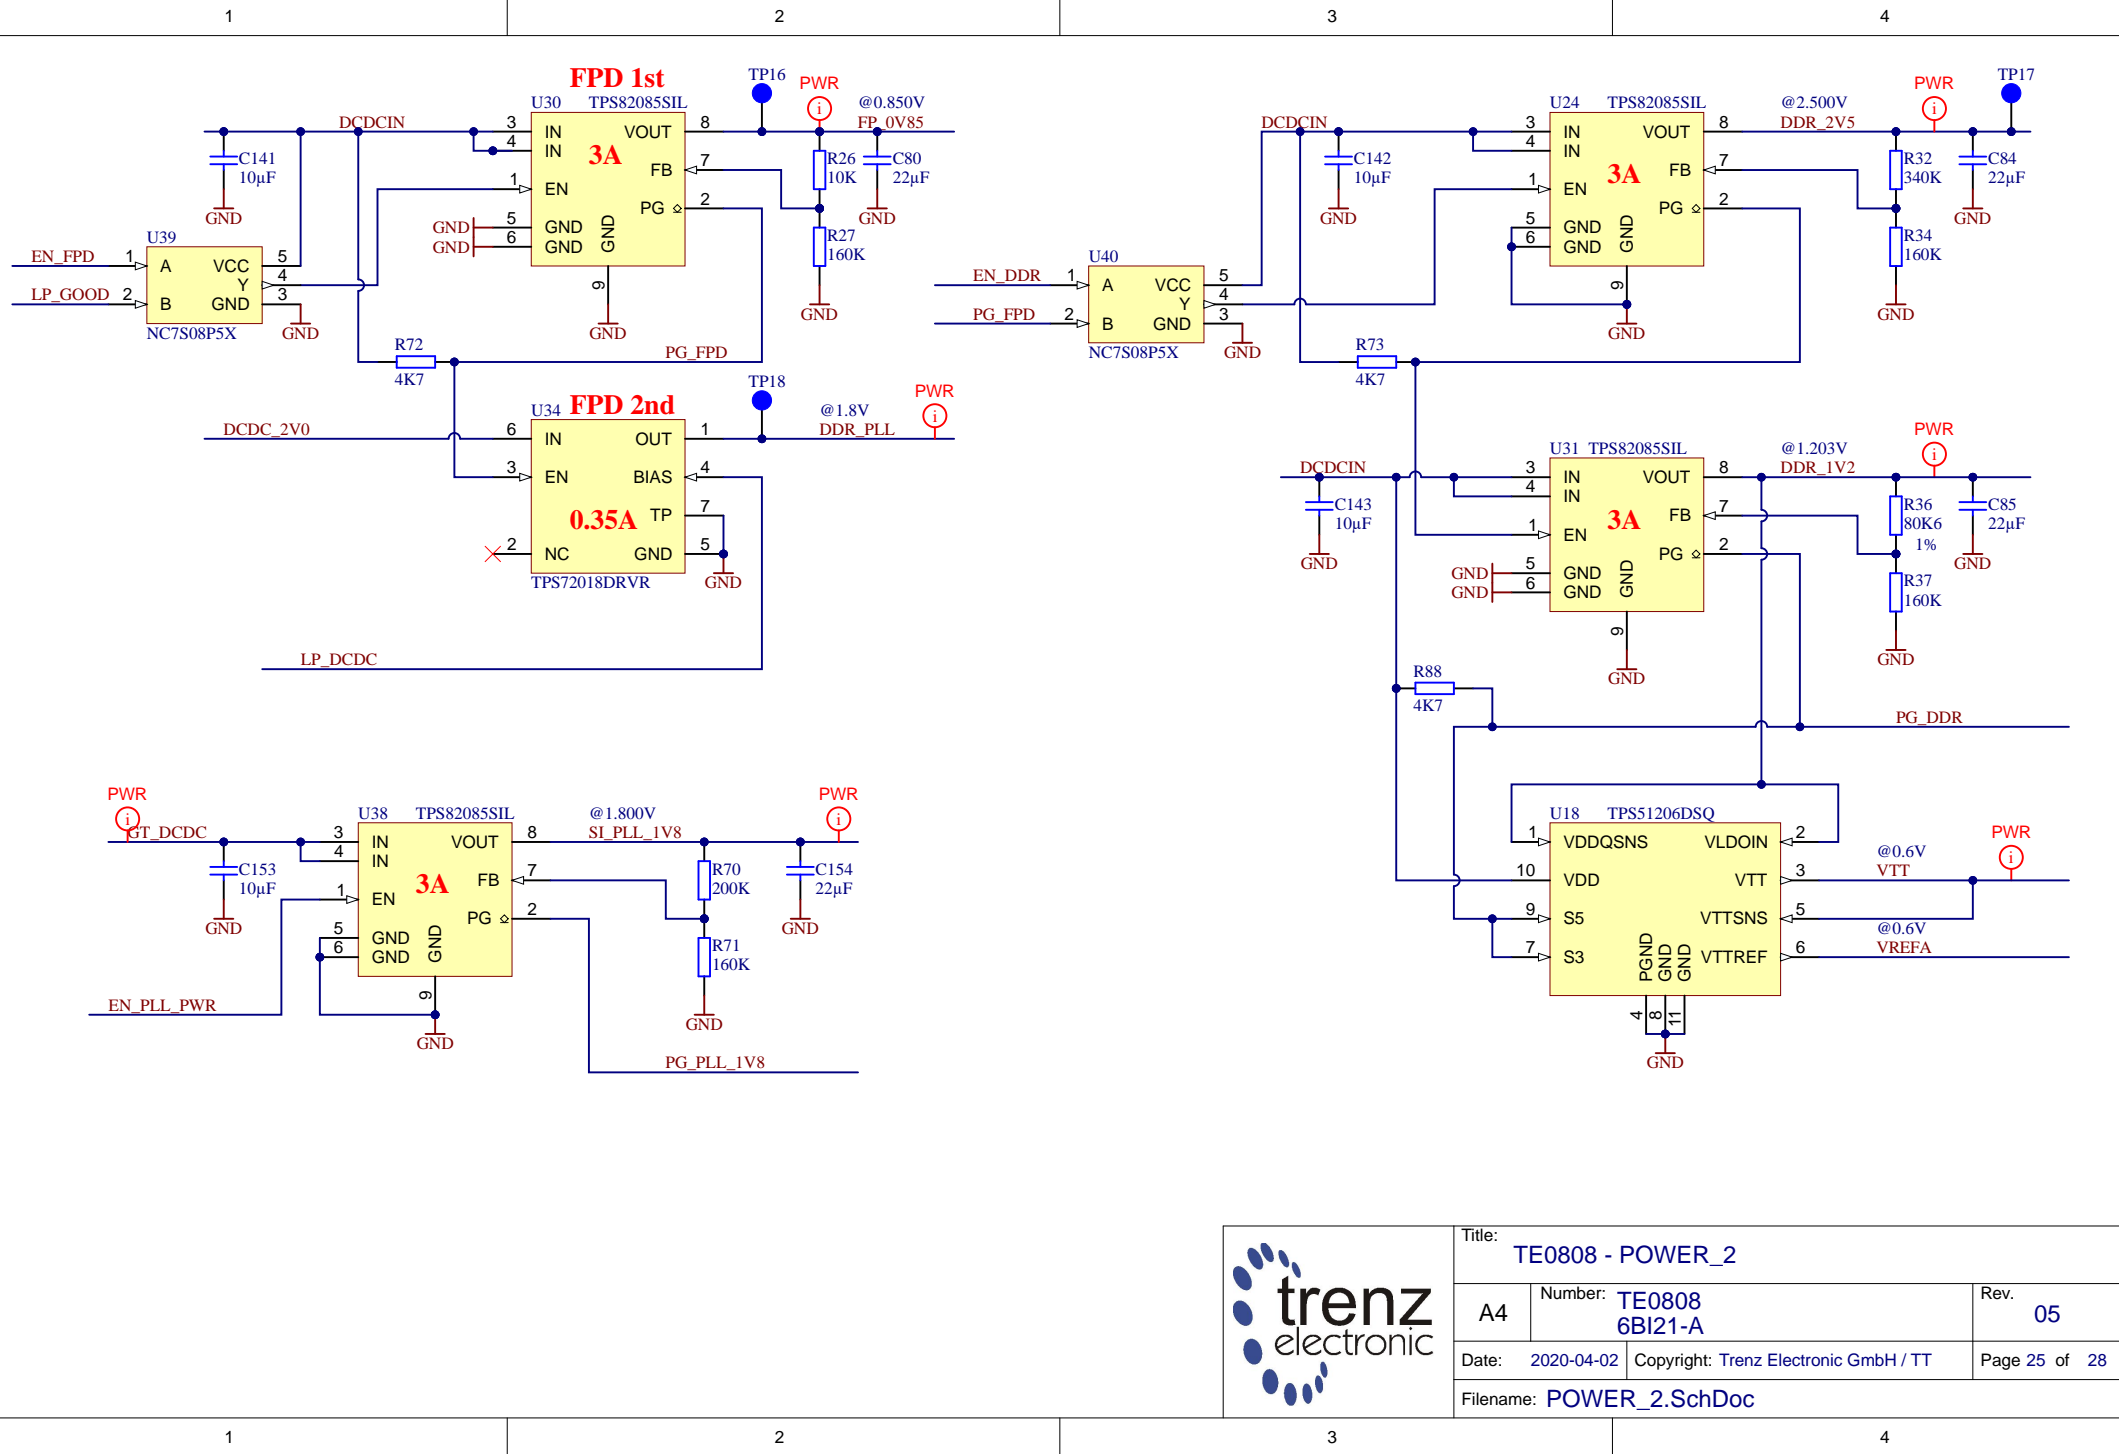 1
2
3
4
FPD 1st
U30 TPS82085SIL
TP16
PWR
i
@0.850V
FP_0V85
DCDCIN
3 IN VOUT 8
4 IN
3A
FB 7
1 EN
PG 2
GND 5 GND
GND 6 GND
GND
9
GND
C141
10µF
GND
R26
10K
C80
22µF
GND
R27
160K
GND
U39
EN_FPD 1 A VCC 5
Y 4
LP_GOOD 2 B GND 3
NC7S08P5X
GND
R72
4K7
PG_FPD
FPD 2nd
U34
TP18
PWR
i
@1.8V
DDR_PLL
DCDC_2V0
6 IN OUT 1
3 EN BIAS 4
0.35A TP 7
2 NC GND 5
TPS72018DRVR
GND
LP_DCDC
PWR
i
GT_DCDC
U38 TPS82085SIL
@1.800V
SI_PLL_1V8
PWR
i
3 IN VOUT 8
4 IN
3A
FB 7
1 EN
PG 2
5 GND
6 GND
GND
9
GND
C153
10µF
GND
R70
200K
C154
22µF
GND
R71
160K
GND
EN_PLL_PWR
PG_PLL_1V8
U24 TPS82085SIL
@2.500V
DDR_2V5
PWR
i
TP17
DCDCIN
3 IN VOUT 8
4 IN
3A
FB 7
1 EN
PG 2
5 GND
6 GND
GND
9
GND
C142
10µF
GND
R32
340K
C84
22µF
GND
R34
160K
GND
U40
EN_DDR 1 A VCC 5
Y 4
PG_FPD 2 B GND 3
NC7S08P5X
GND
R73
4K7
U31 TPS82085SIL
@1.203V
DDR_1V2
PWR
i
DCDCIN
3 IN VOUT 8
4 IN
3A
FB 7
1 EN
PG 2
GND 5 GND
GND 6 GND
GND
9
GND
C143
10µF
GND
R36
80K6
1%
C85
22µF
GND
R37
160K
GND
R88
4K7
PG_DDR
U18 TPS51206DSQ
1 VDDQSNS VLDOIN 2
10 VDD VTT 3
9 S5 VTTSNS 5
7 S3 VTTREF 6
PGND
GND
GND
4
8
11
GND
@0.6V
VTT
PWR
i
@0.6V
VREFA
trenz
electronic
Title:
TE0808 - POWER_2
A4
Number: TE0808
6BI21-A
Rev.
05
Date: 2020-04-02 Copyright: Trenz Electronic GmbH / TT Page 25 of 28
Filename: POWER_2.SchDoc
1
2
3
4